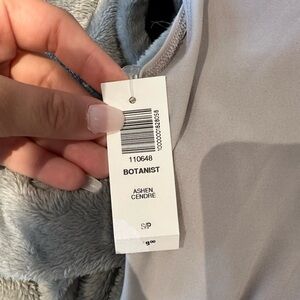 110648
BOTANIST
ASHEN
CENDRE
S/P